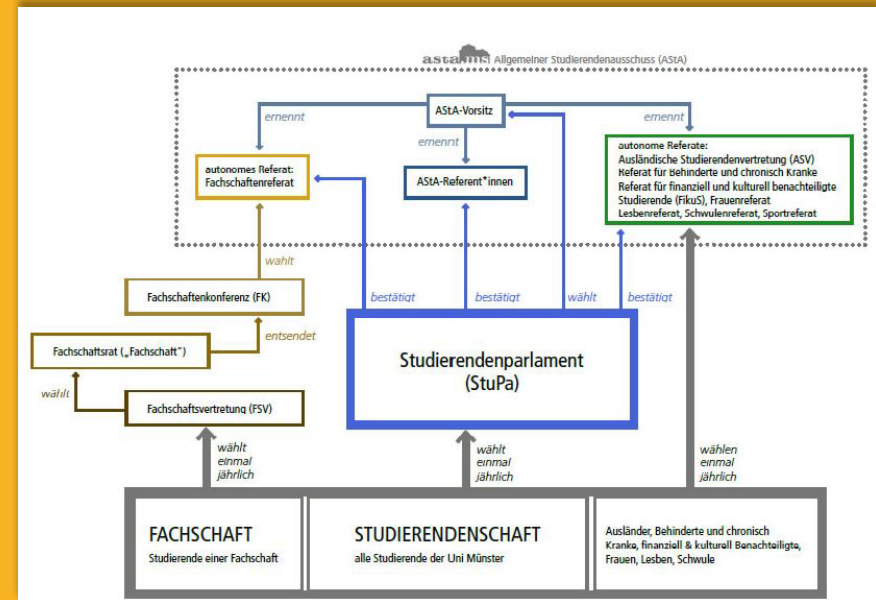 asta.ms Allgemeiner Studierendenausschuss (AStA)
AStA-Vorsitz
ernennt
ernennt
ernennt
autonomes Referat:
Fachschaftenreferat
AStA-Referent*innen
autonome Referate:
Ausländische Studierendenvertretung (ASV)
Referat für Behinderte und chronisch Kranke
Referat für finanziell und kulturell benachteiligte
Studierende (FikuS), Frauenreferat
Lesbenreferat, Schwulenreferat, Sportreferat
wählt
Fachschaftenkonferenz (FK)
bestätigt
bestätigt
wählt
bestätigt
entsendet
Fachschaftsrat („Fachschaft")
Studierendenparlament
(StuPa)
wählt
Fachschaftsvertretung (FSV)
wählt
einmal
jährlich
wählt
einmal
jährlich
wählen
einmal
jährlich
FACHSCHAFT
Studierende einer Fachschaft
STUDIERENDENSCHAFT
alle Studierende der Uni Münster
Ausländer, Behinderte und chronisch
Kranke, finanziell & kulturell Benachteiligte,
Frauen, Lesben, Schwule